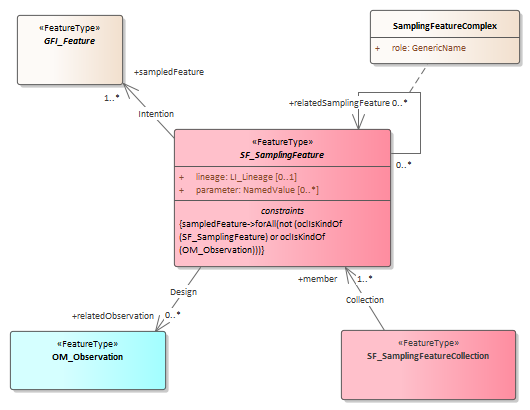 «FeatureType»
GFI_Feature
SamplingFeatureComplex
+ role: GenericName
+sampledFeature
1..*
Intention
+relatedSamplingFeature 0..*
0..*
«FeatureType»
SF_SamplingFeature
+ lineage: LI_Lineage [0..1]
+ parameter: NamedValue [0..*]
constraints
{sampledFeature->forAll(not (oclIsKindOf
(SF_SamplingFeature) or oclIsKindOf
(OM_Observation)))}
Design
+relatedObservation 0..*
+member 1..*
Collection
«FeatureType»
OM_Observation
«FeatureType»
SF_SamplingFeatureCollection